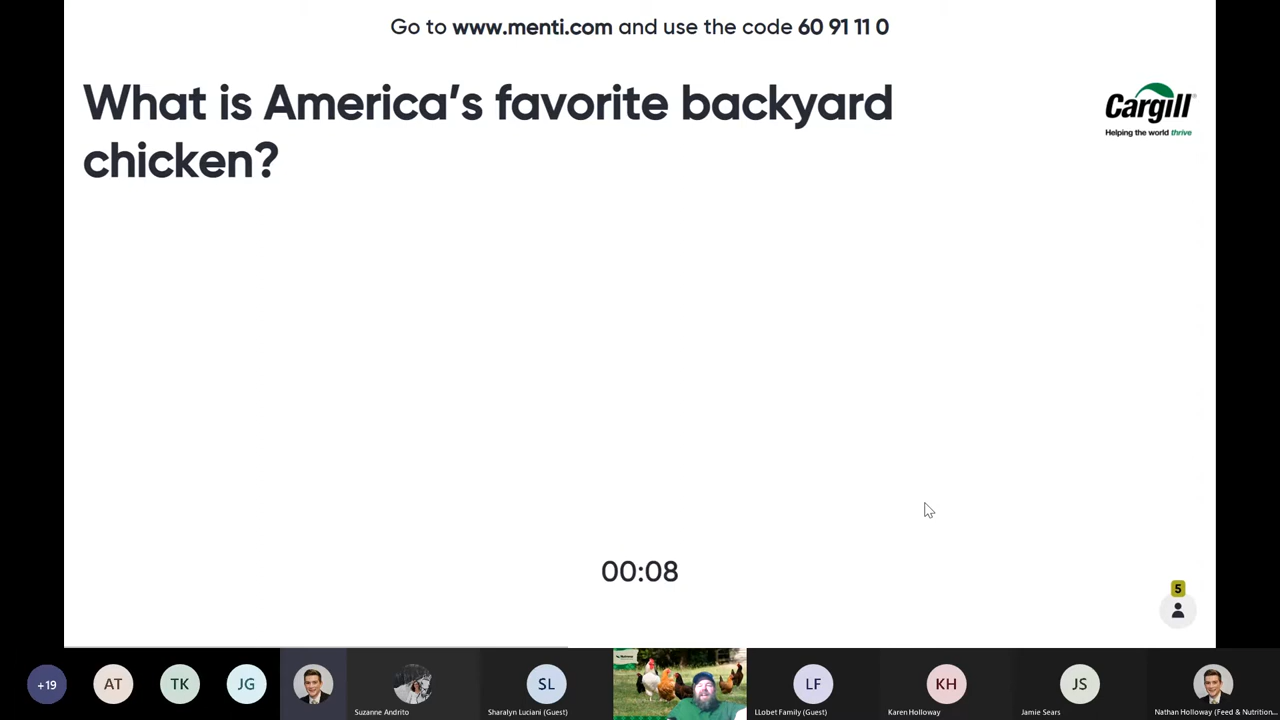 Go to www.menti.com and use the code 60 91 11 0
What is America's favorite backyard
chicken?
Cargill®
Helping the world thrive
00:08
5
+19
AT
TK
JG
SL
LF
KH
JS
Suzanne Andrito
Sharalyn Luciani (Guest)
LLobet Family (Guest)
Karen Holloway
Jamie Sears
Nathan Holloway (Feed & Nutrition...